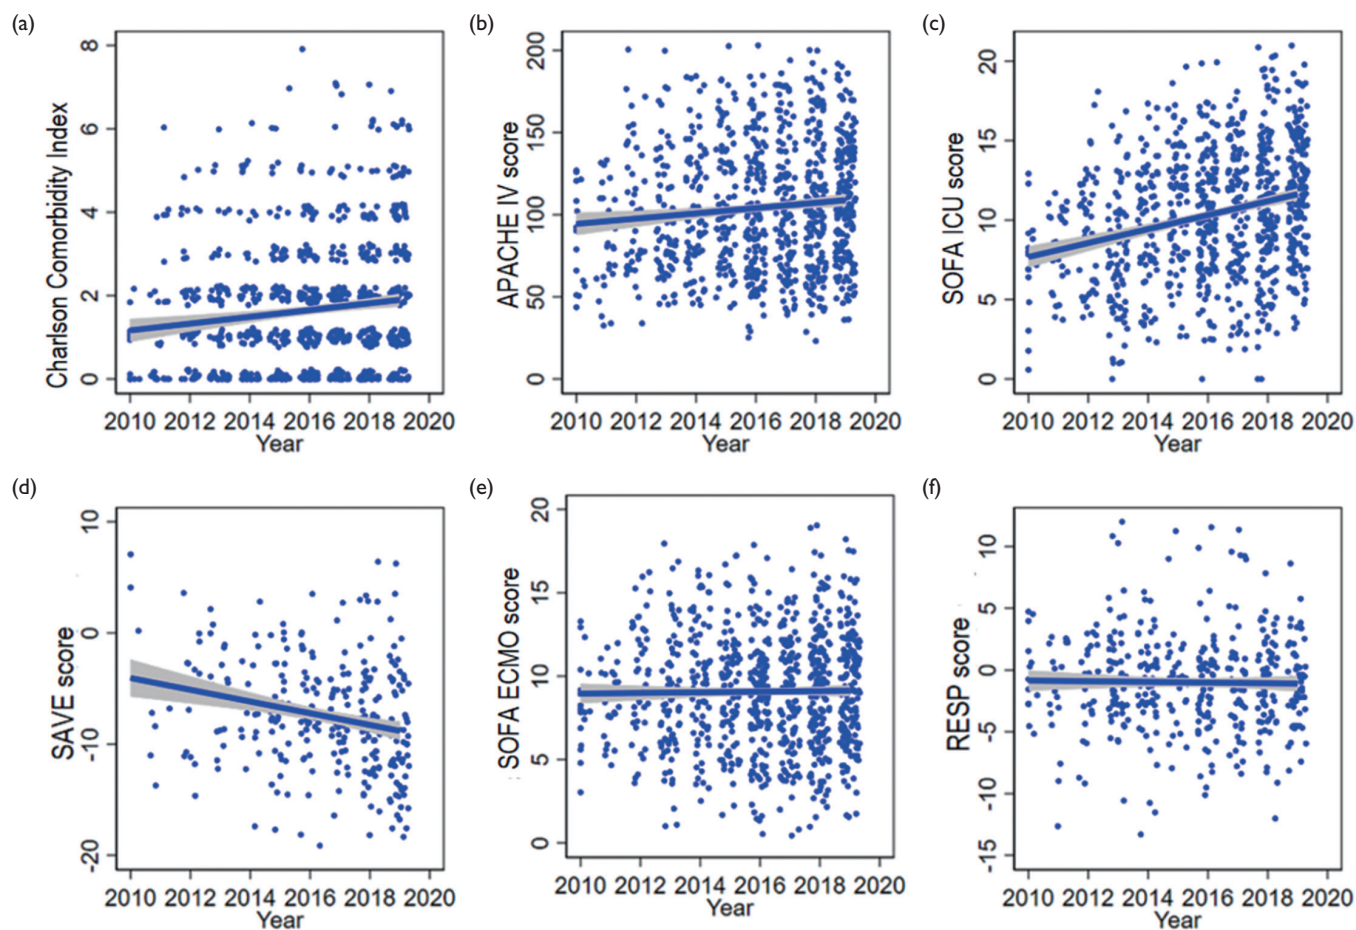 (a)
Charlson Comorbidity Index
8
6
4
2
0
2010 2012 2014 2016 2018 2020
Year
(b)
APACHE IV score
200
150
100
50
0
2010 2012 2014 2016 2018 2020
Year
(c)
SOFA ICU score
20
15
10
5
0
2010 2012 2014 2016 2018 2020
Year
(d)
SAVE score
10
0
-10
-20
2010 2012 2014 2016 2018 2020
Year
(e)
SOFA ECMO score
20
15
10
5
0
2010 2012 2014 2016 2018 2020
Year
(f)
RESP score
10
5
0
-5
-10
-15
2010 2012 2014 2016 2018 2020
Year